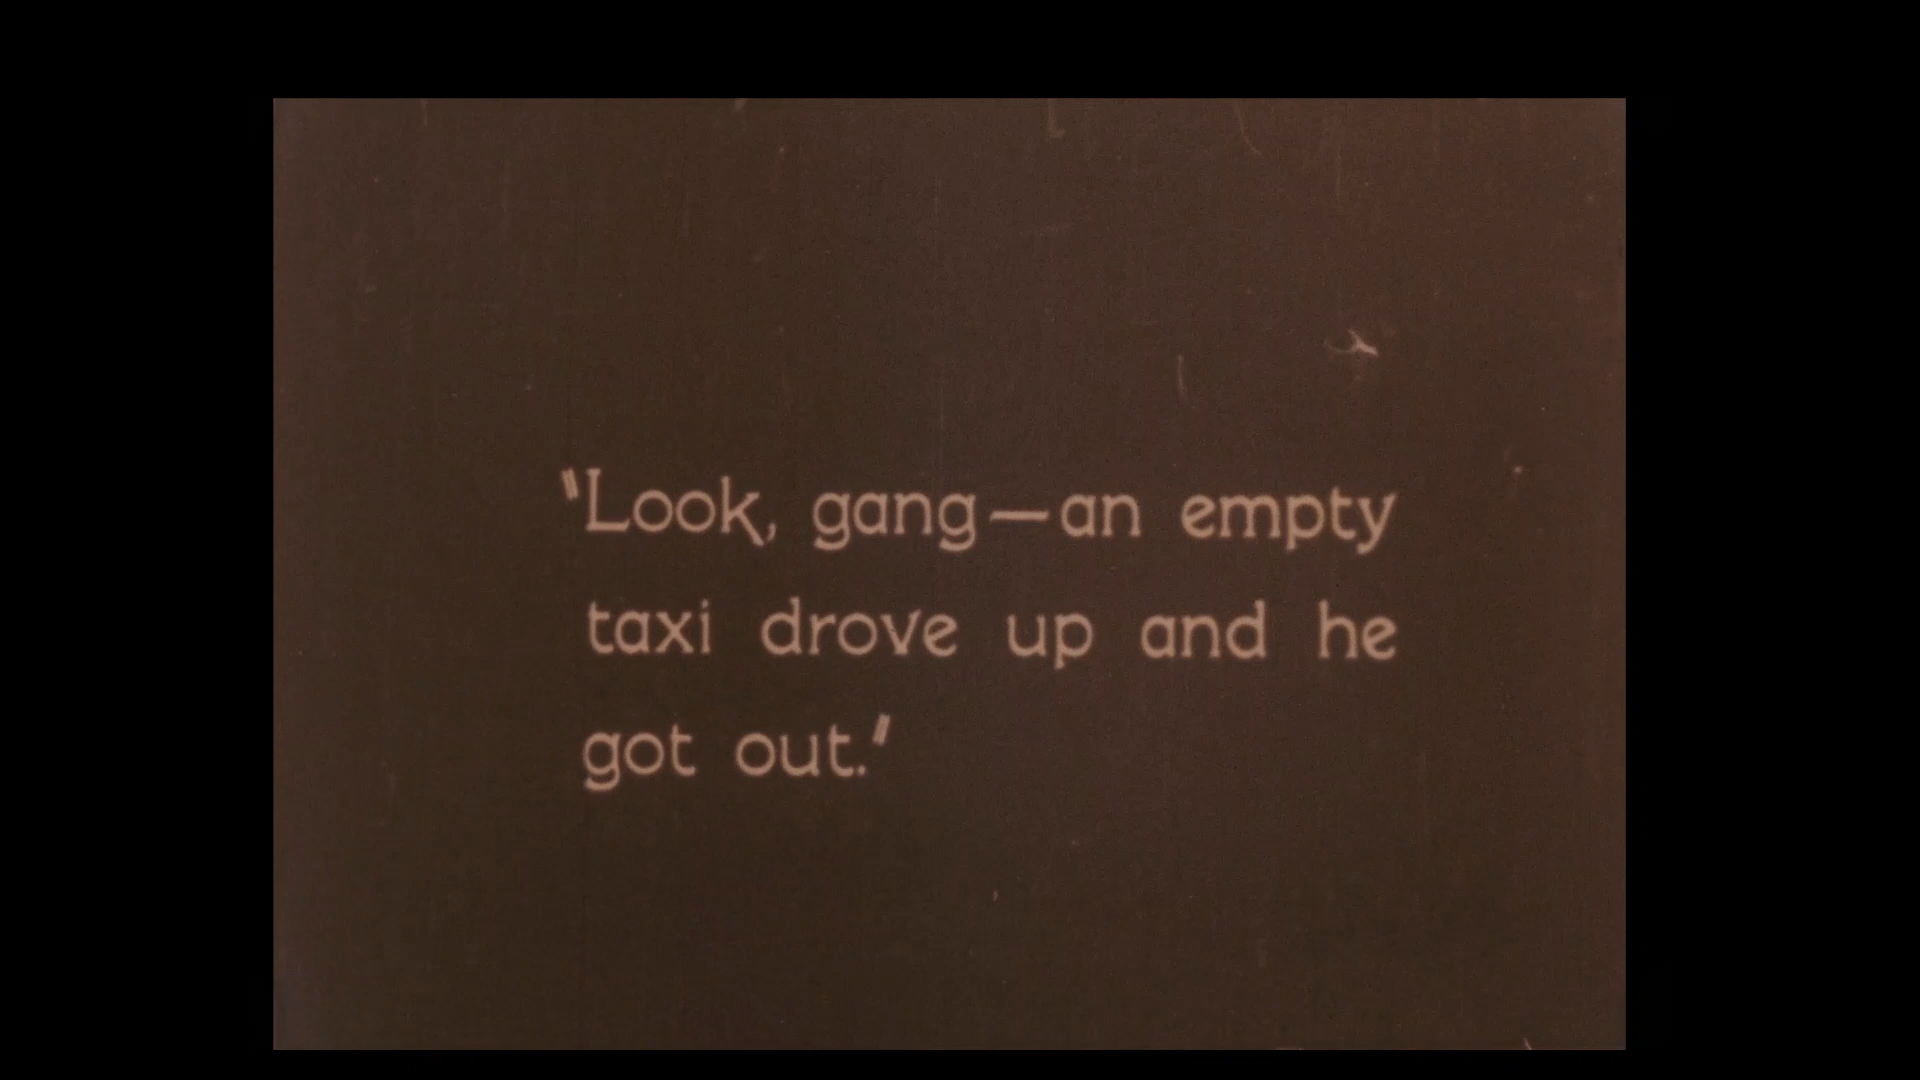 "Look, gang—an empty
taxi drove up and he
got out."